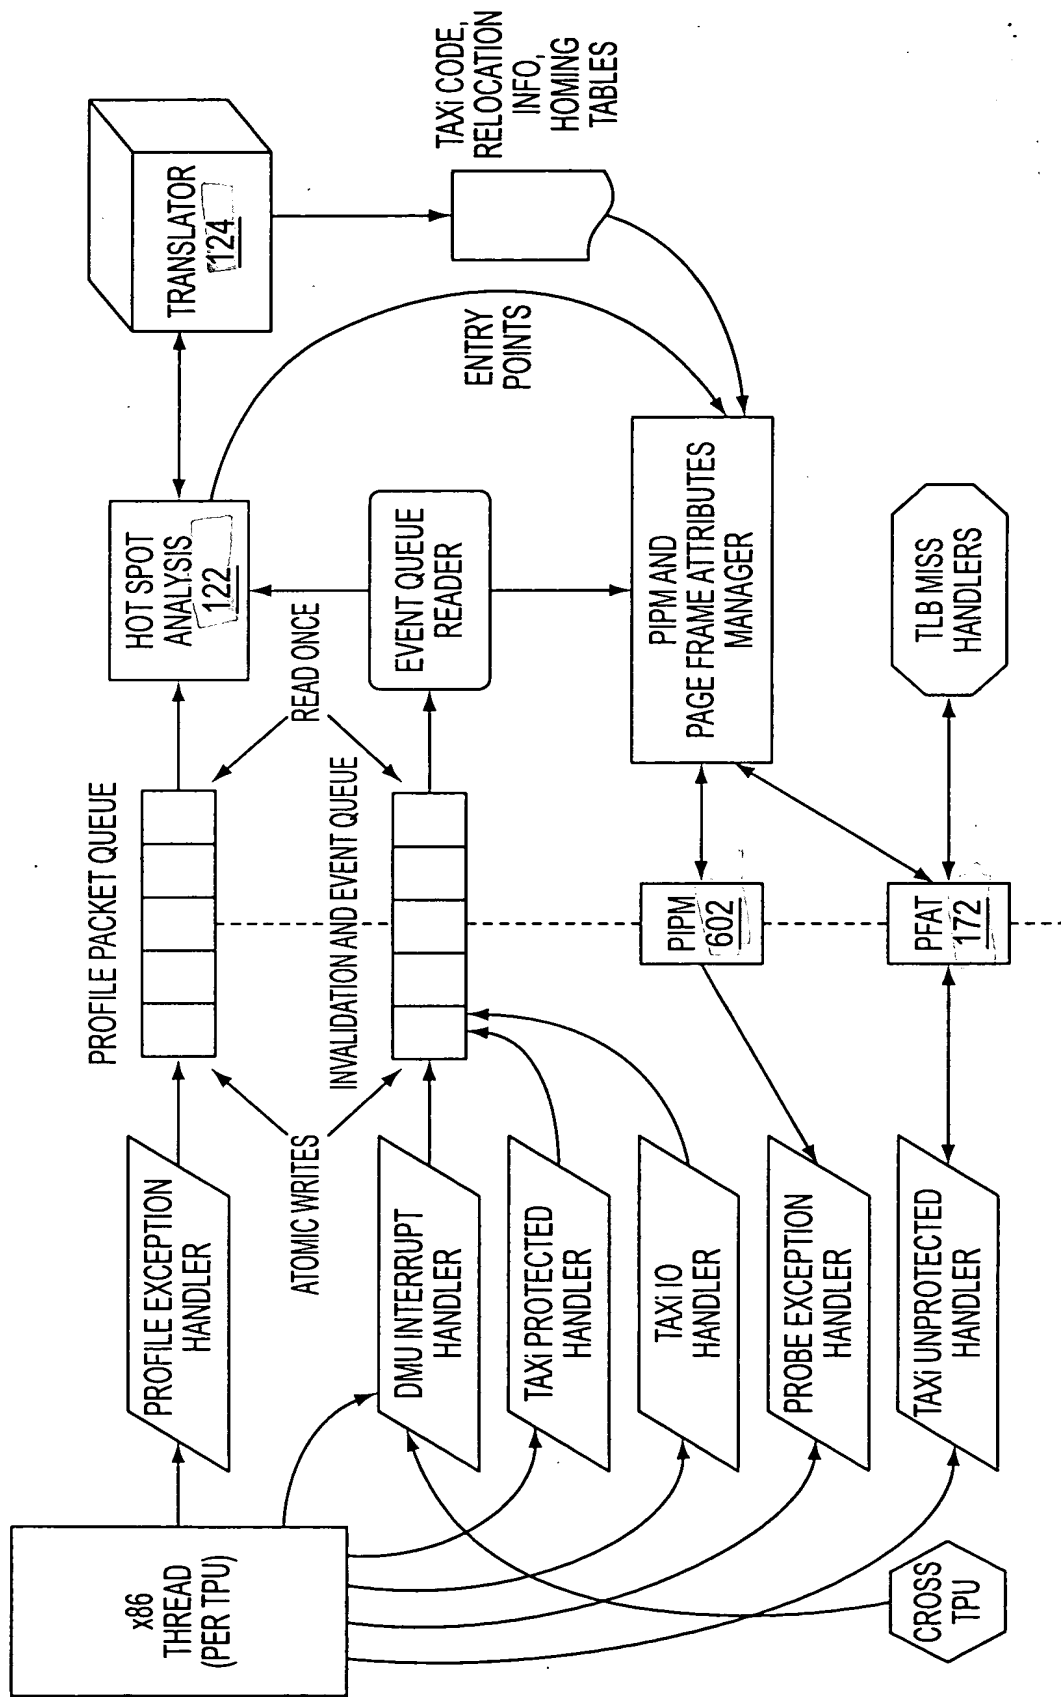 x86
THREAD
(PER TPU)
PROFILE EXCEPTION
HANDLER
PROFILE PACKET QUEUE
HOT SPOT
ANALYSIS
122
TRANSLATOR
124
TAXi CODE,
RELOCATION
INFO,
HOMING
TABLES
ATOMIC WRITES
READ ONCE
ENTRY
POINTS
INVALIDATION AND EVENT QUEUE
EVENT QUEUE
READER
DMU INTERRUPT
HANDLER
TAXi PROTECTED
HANDLER
TAXi IO
HANDLER
PROBE EXCEPTION
HANDLER
TAXi UNPROTECTED
HANDLER
PIPM
602
PIPM AND
PAGE FRAME ATTRIBUTES
MANAGER
PFAT
172
TLB MISS
HANDLERS
CROSS
TPU